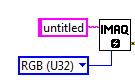 untitled
IMAQ
RGB (U32)